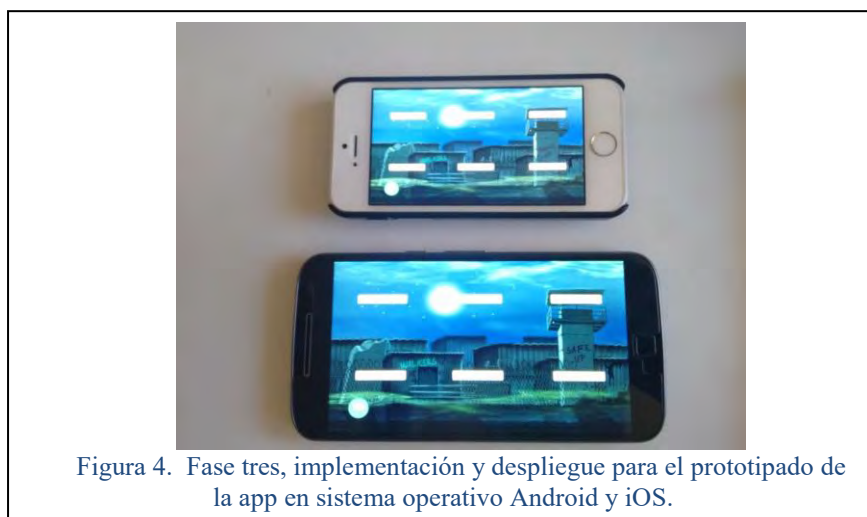 Figura 4. Fase tres, implementación y despliegue para el prototipado de
la app en sistema operativo Android y iOS.